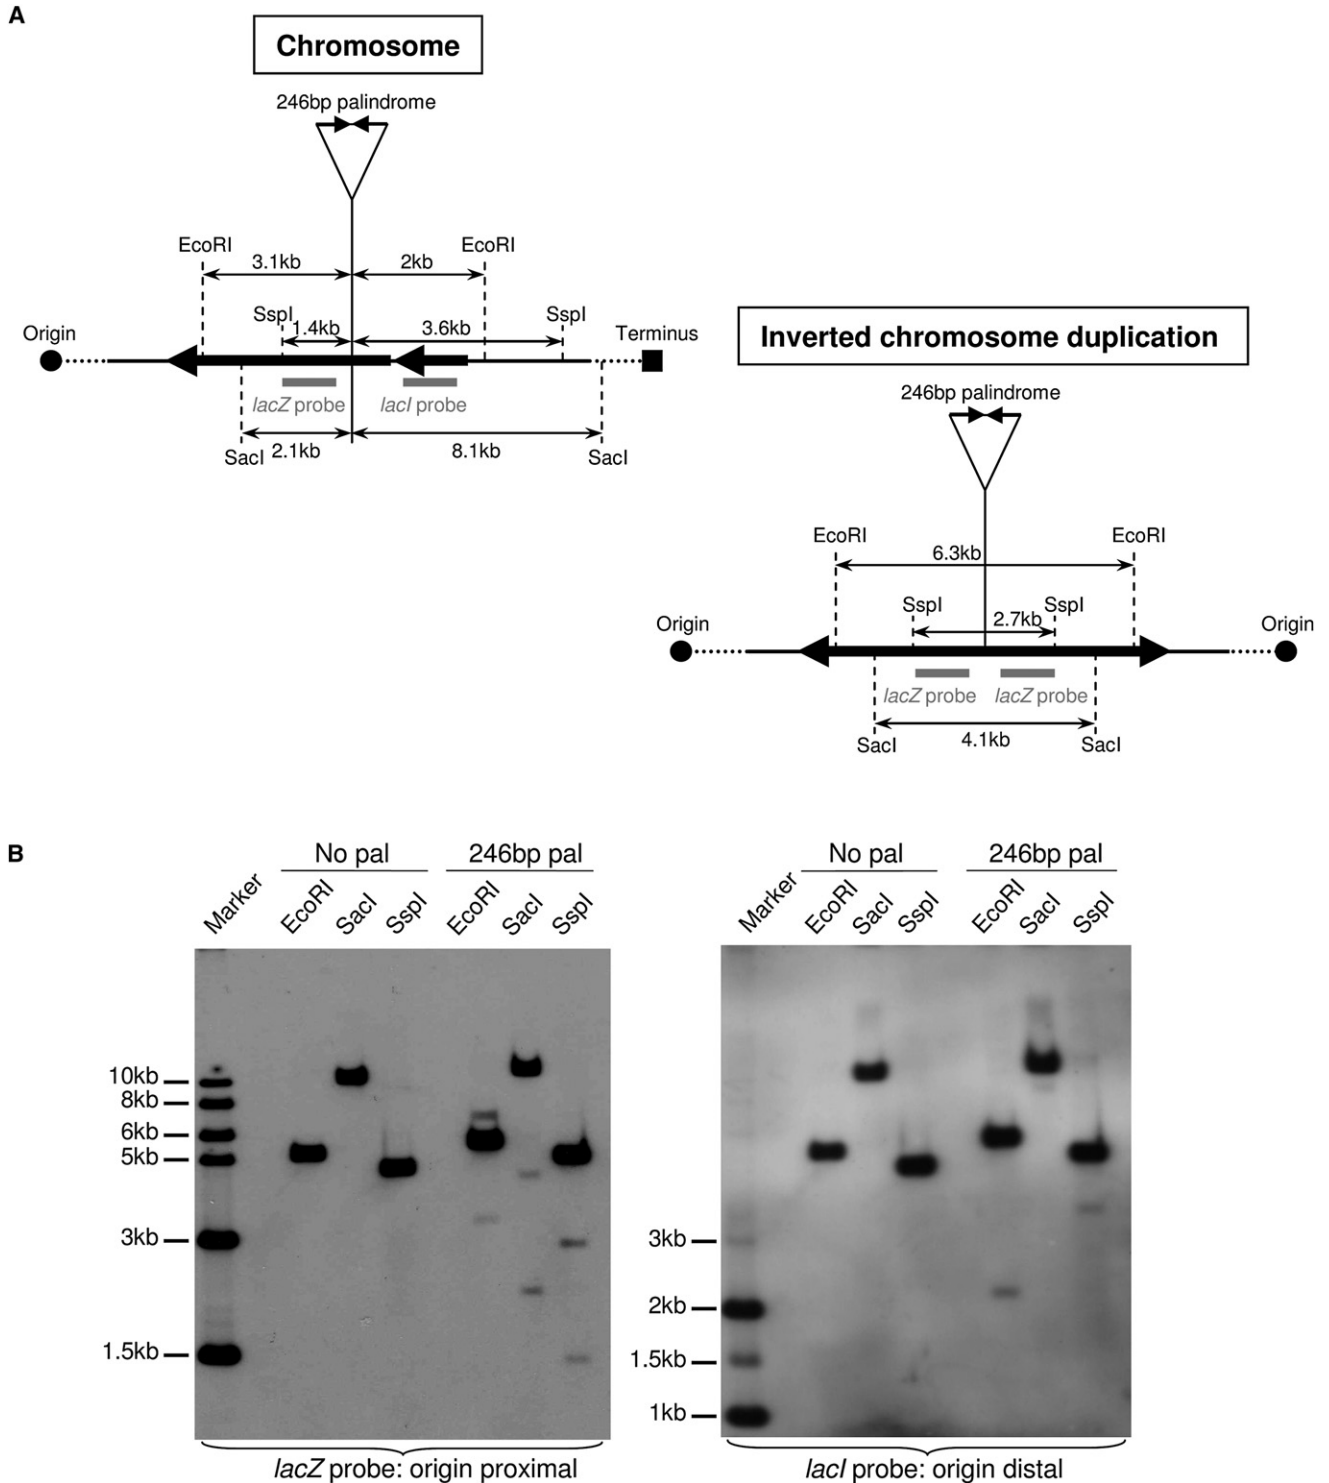 A
Chromosome
246bp palindrome
EcoRI EcoRI
3.1kb 2kb
SspI SspI
1.4kb 3.6kb
Origin Terminus
lacZ probe lacI probe
SacI 2.1kb 8.1kb SacI
Inverted chromosome duplication
246bp palindrome
EcoRI EcoRI
6.3kb
SspI SspI
2.7kb
Origin Origin
lacZ probe lacZ probe
SacI 4.1kb SacI
B
No pal 246bp pal
Marker EcoRI SacI SspI EcoRI SacI SspI
10kb
8kb
6kb
5kb
3kb
1.5kb
lacZ probe: origin proximal
No pal 246bp pal
Marker EcoRI SacI SspI EcoRI SacI SspI
3kb
2kb
1.5kb
1kb
lacI probe: origin distal